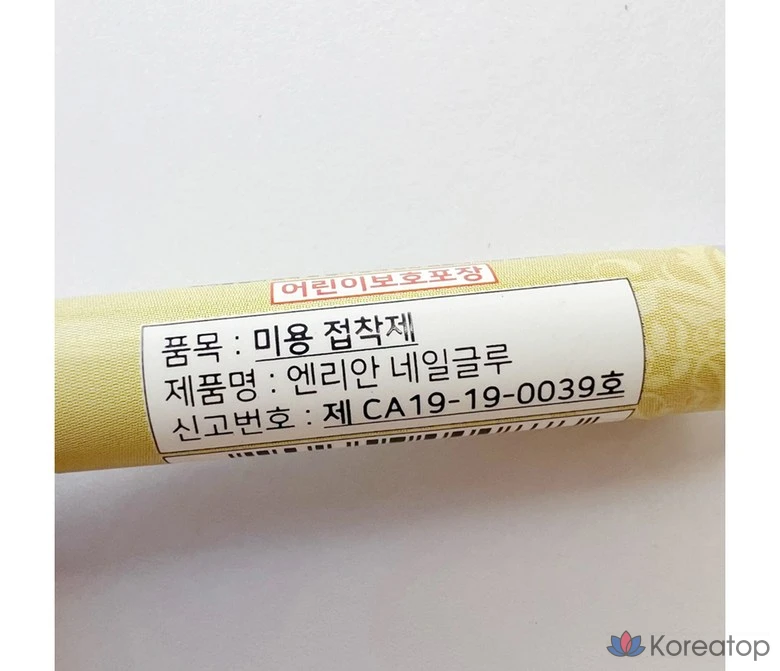 어린이보호포장
품목 : 미용 접착제
제품명 : 엔리안 네일글루
신고번호 : 제 CA19-19-0039호
Koreatop